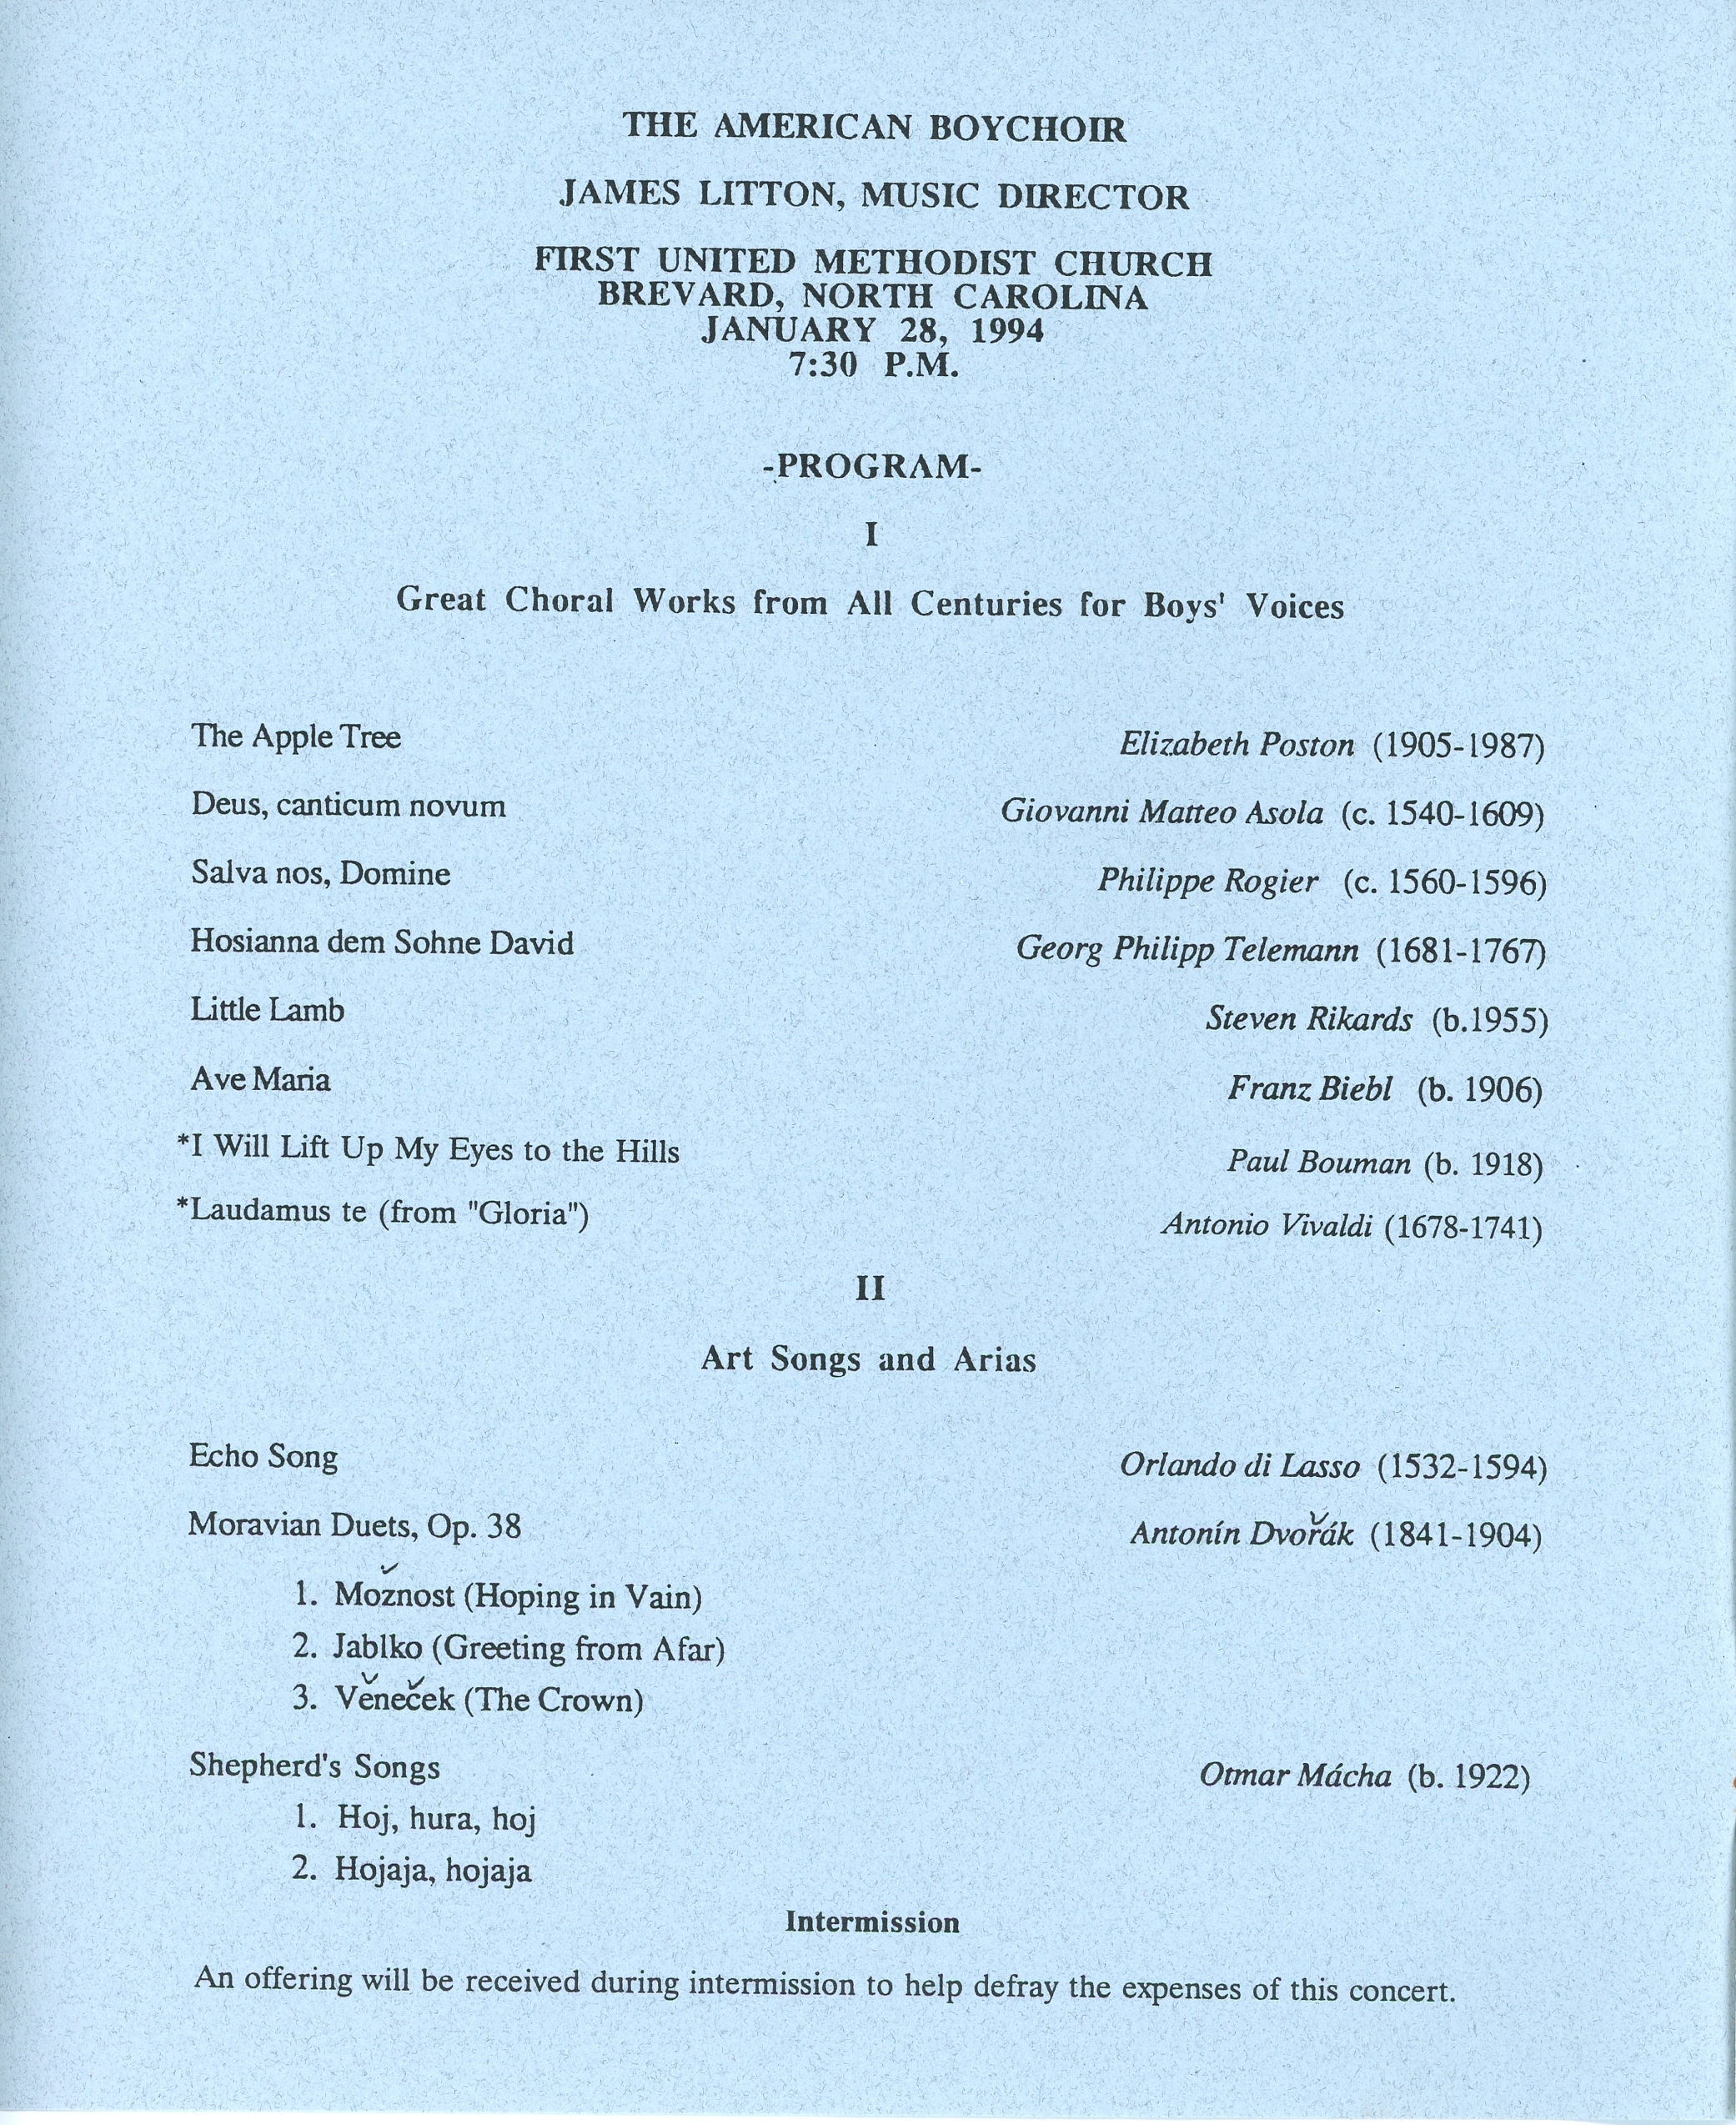 THE AMERICAN BOYCHOIR
JAMES LITTON, MUSIC DIRECTOR
FIRST UNITED METHODIST CHURCH
BREVARD, NORTH CAROLINA
JANUARY 28, 1994
7:30 P.M.
-PROGRAM-
I
Great Choral Works from All Centuries for Boys' Voices
The Apple Tree Elizabeth Poston (1905-1987)
Deus, canticum novum Giovanni Matteo Asola (c. 1540-1609)
Salva nos, Domine Philippe Rogier (c. 1560-1596)
Hosianna dem Sohne David Georg Philipp Telemann (1681-1767)
Little Lamb Steven Rikards (b.1955)
Ave Maria Franz Biebl (b. 1906)
*I Will Lift Up My Eyes to the Hills Paul Bouman (b. 1918)
*Laudamus te (from "Gloria") Antonio Vivaldi (1678-1741)
II
Art Songs and Arias
Echo Song Orlando di Lasso (1532-1594)
Moravian Duets, Op. 38 Antonín Dvořák (1841-1904)
1. Možnost (Hoping in Vain)
2. Jablko (Greeting from Afar)
3. Věneček (The Crown)
Shepherd's Songs Otmar Mácha (b. 1922)
1. Hoj, hura, hoj
2. Hojaja, hojaja
Intermission
An offering will be received during intermission to help defray the expenses of this concert.